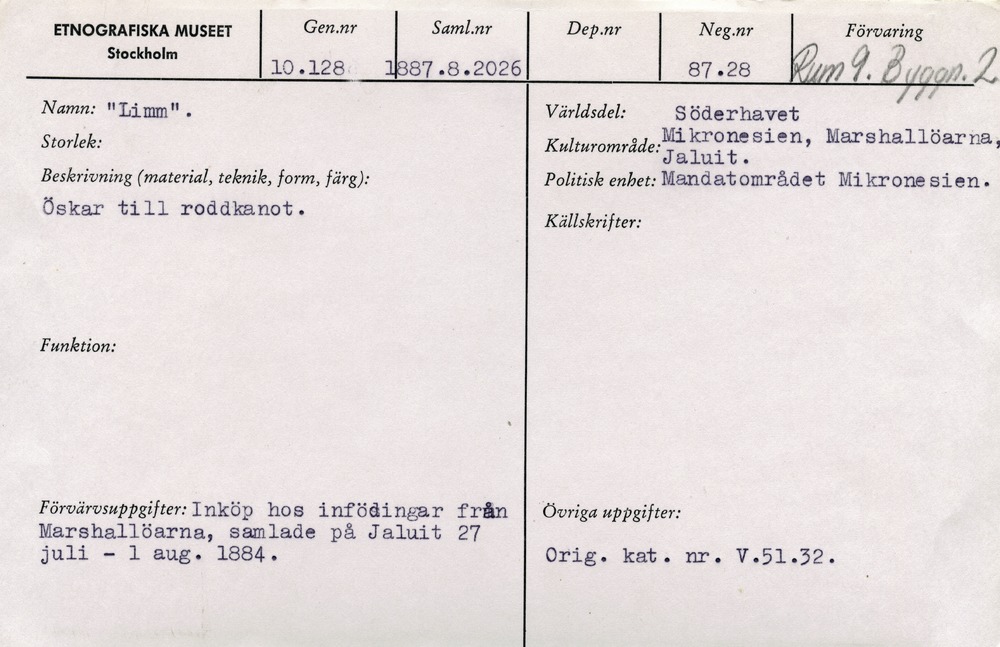 ETNOGRAFISKA MUSEET
Stockholm
Gen.nr
10.128
Saml.nr
1887.8.2026
Dep.nr
Neg.nr
87.28
Förvaring
Rum 9. Byggn. 2
Namn: "Limm".
Storlek:
Beskrivning (material, teknik, form, färg):
Öskar till roddkanot.
Funktion:
Förvärvsuppgifter: Inköp hos infödingar från
Marshallöarna, samlade på Jaluit 27
juli - 1 aug. 1884.
Världsdel: Söderhavet
Kulturområde: Mikronesien, Marshallöarna,
Jaluit.
Politisk enhet: Mandatområdet Mikronesien.
Källskrifter:
Övriga uppgifter:
Orig. kat. nr. V.51.32.